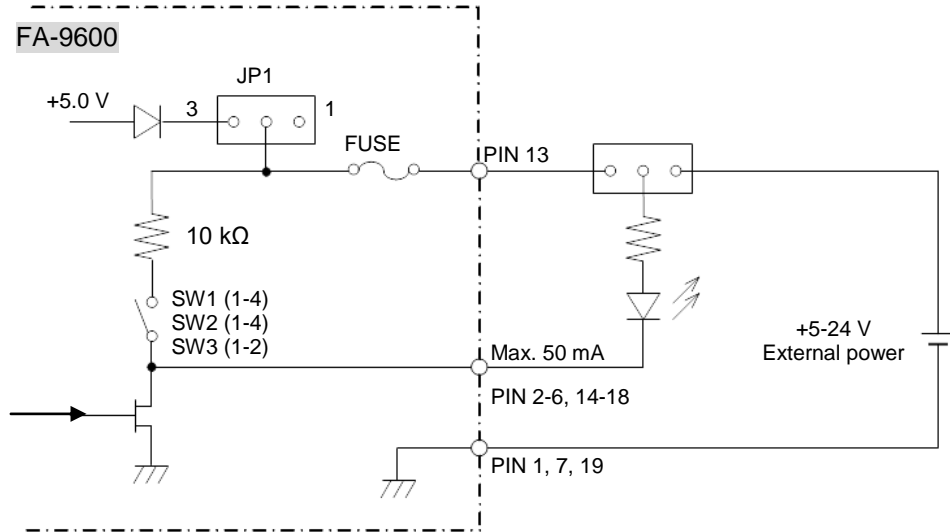 FA-9600
JP1
+5.0 V
3
1
FUSE
PIN 13
10 kΩ
SW1 (1-4)
SW2 (1-4)
SW3 (1-2)
Max. 50 mA
PIN 2-6, 14-18
+5-24 V
External power
PIN 1, 7, 19